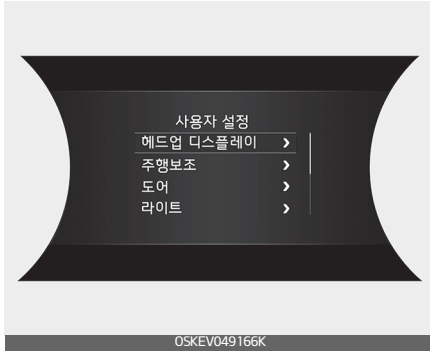 사용자 설정
헤드업 디스플레이 ›
주행보조 ›
도어 ›
라이트 ›
OSKEV049166K